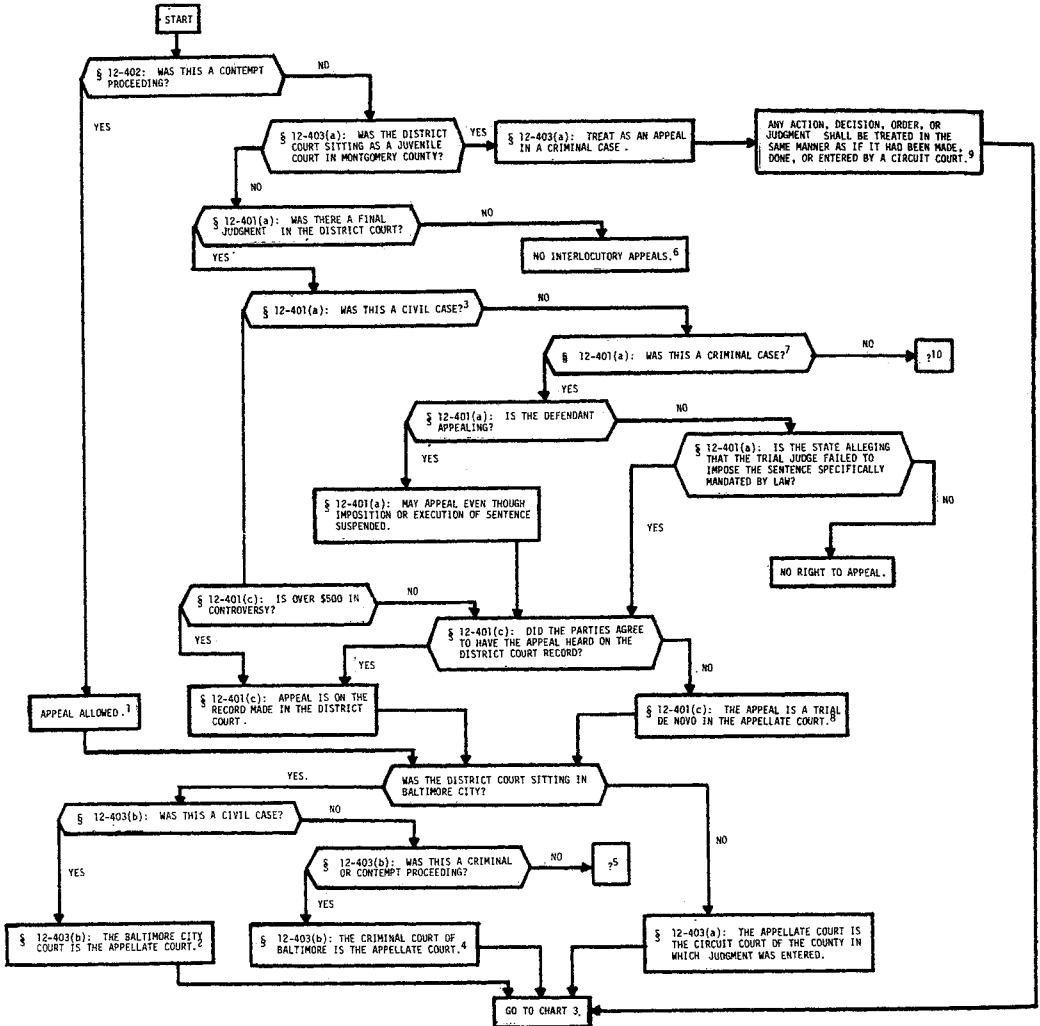 START
§ 12-402: WAS THIS A CONTEMPT
PROCEEDING?
NO
YES
§ 12-403(a): WAS THE DISTRICT
COURT SITTING AS A JUVENILE
COURT IN MONTGOMERY COUNTY?
YES
§ 12-403(a): TREAT AS AN APPEAL
IN A CRIMINAL CASE.
ANY ACTION, DECISION, ORDER, OR
JUDGMENT SHALL BE TREATED IN THE
SAME MANNER AS IF IT HAD BEEN MADE,
DONE, OR ENTERED BY A CIRCUIT COURT.9
NO
§ 12-401(a): WAS THERE A FINAL
JUDGMENT IN THE DISTRICT COURT?
NO
NO INTERLOCUTORY APPEALS.6
YES
§ 12-401(a): WAS THIS A CIVIL CASE?3
NO
§ 12-401(a): WAS THIS A CRIMINAL CASE?7
NO
?10
YES
§ 12-401(a): IS THE DEFENDANT
APPEALING?
NO
§ 12-401(a): IS THE STATE ALLEGING
THAT THE TRIAL JUDGE FAILED TO
IMPOSE THE SENTENCE SPECIFICALLY
MANDATED BY LAW?
YES
§ 12-401(a): MAY APPEAL EVEN THOUGH
IMPOSITION OR EXECUTION OF SENTENCE
SUSPENDED.
NO
YES
NO RIGHT TO APPEAL.
§ 12-401(c): IS OVER $500 IN
CONTROVERSY?
NO
§ 12-401(c): DID THE PARTIES AGREE
TO HAVE THE APPEAL HEARD ON THE
DISTRICT COURT RECORD?
YES
YES
NO
APPEAL ALLOWED.1
§ 12-401(c): APPEAL IS ON THE
RECORD MADE IN THE DISTRICT
COURT.
§ 12-401(c): THE APPEAL IS A TRIAL
DE NOVO IN THE APPELLATE COURT.8
WAS THE DISTRICT COURT SITTING IN
BALTIMORE CITY?
YES.
NO
§ 12-403(b): WAS THIS A CIVIL CASE?
NO
§ 12-403(b): WAS THIS A CRIMINAL
OR CONTEMPT PROCEEDING?
NO
?5
YES
YES
§ 12-403(b): THE BALTIMORE CITY
COURT IS THE APPELLATE COURT.2
§ 12-403(b): THE CRIMINAL COURT OF
BALTIMORE IS THE APPELLATE COURT.4
§ 12-403(a): THE APPELLATE COURT IS
THE CIRCUIT COURT OF THE COUNTY IN
WHICH JUDGMENT WAS ENTERED.
GO TO CHART 3.